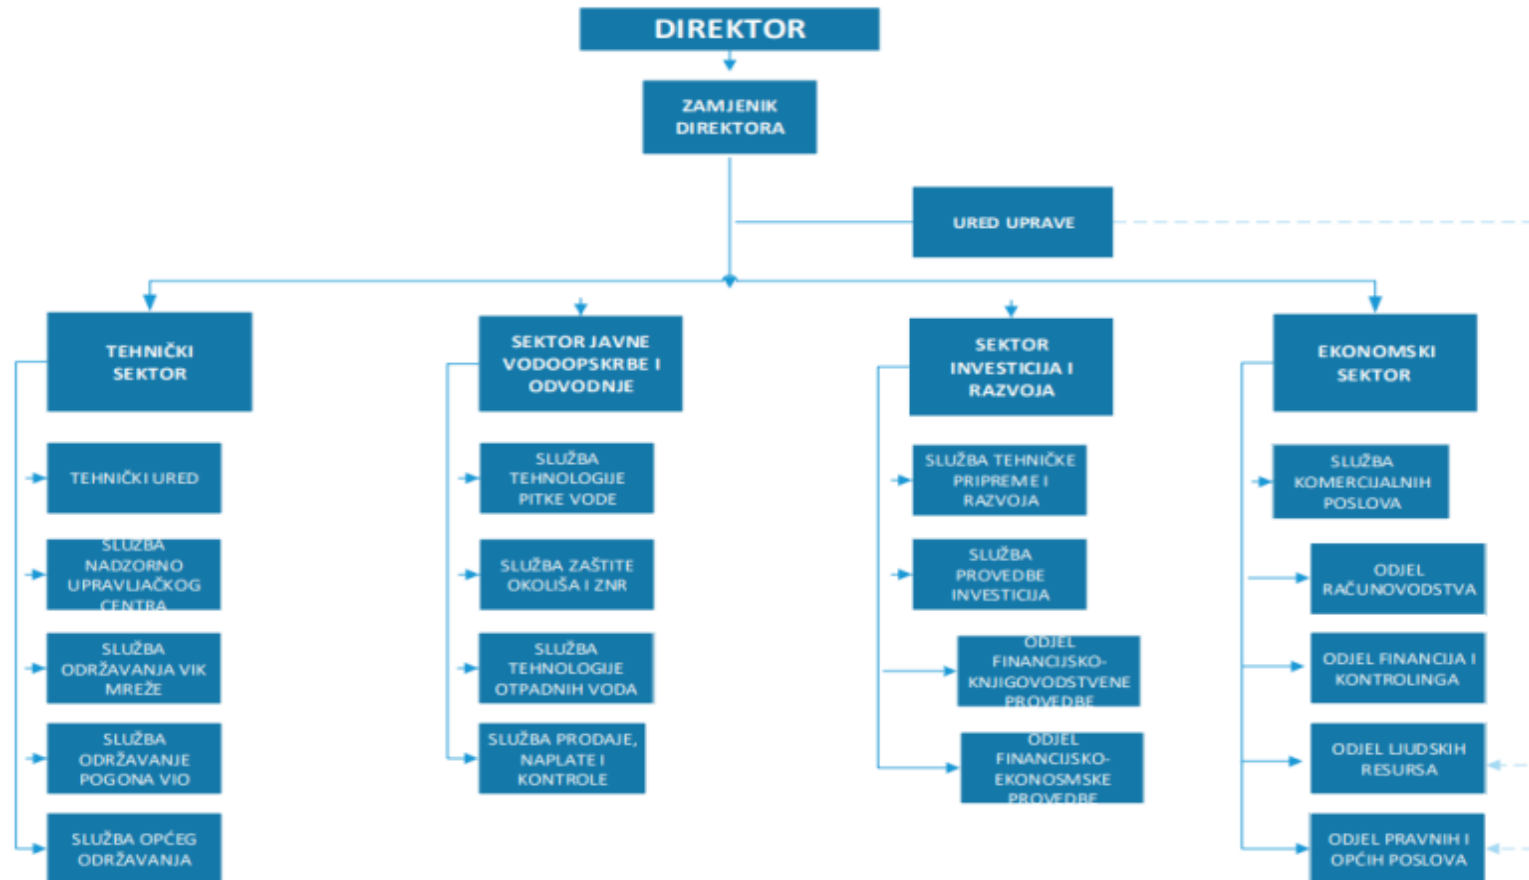 DIREKTOR
ZAMJENIK
DIREKTORA
URED UPRAVE
TEHNIČKI
SEKTOR
TEHNIČKI URED
SLUŽBA
NADZORNO
UPRAVLJAČKOG
CENTRA
SLUŽBA
ODRŽAVANJA VIK
MREŽE
SLUŽBA
ODRŽAVANJE
POGONA VIO
SLUŽBA OPĆEG
ODRŽAVANJA
SEKTOR JAVNE
VODOOPSKRBE I
ODVODNJE
SLUŽBA
TEHNOLOGIJE
PITKE VODE
SLUŽBA ZAŠTITE
OKOLIŠA I ZNR
SLUŽBA
TEHNOLOGIJE
OTPADNIH VODA
SLUŽBA PRODAJE,
NAPLATE I
KONTROLE
SEKTOR
INVESTICIJA I
RAZVOJA
SLUŽBA TEHNIČKE
PRIPREME I
RAZVOJA
SLUŽBA
PROVEDBE
INVESTICIJA
ODJEL
FINANCIJSKO-
KNJIGOVODSTVENE
PROVEDBE
ODJEL
FINANCIJSKO-
EKONOSMSKE
PROVEDBE
EKONOMSKI
SEKTOR
SLUŽBA
KOMERCIJALNIH
POSLOVA
ODJEL
RAČUNOVODSTVA
ODJEL FINANCIJA I
KONTROLINGA
ODJEL LJUDSKIH
RESURSA
ODJEL PRAVNIH I
OPĆIH POSLOVA